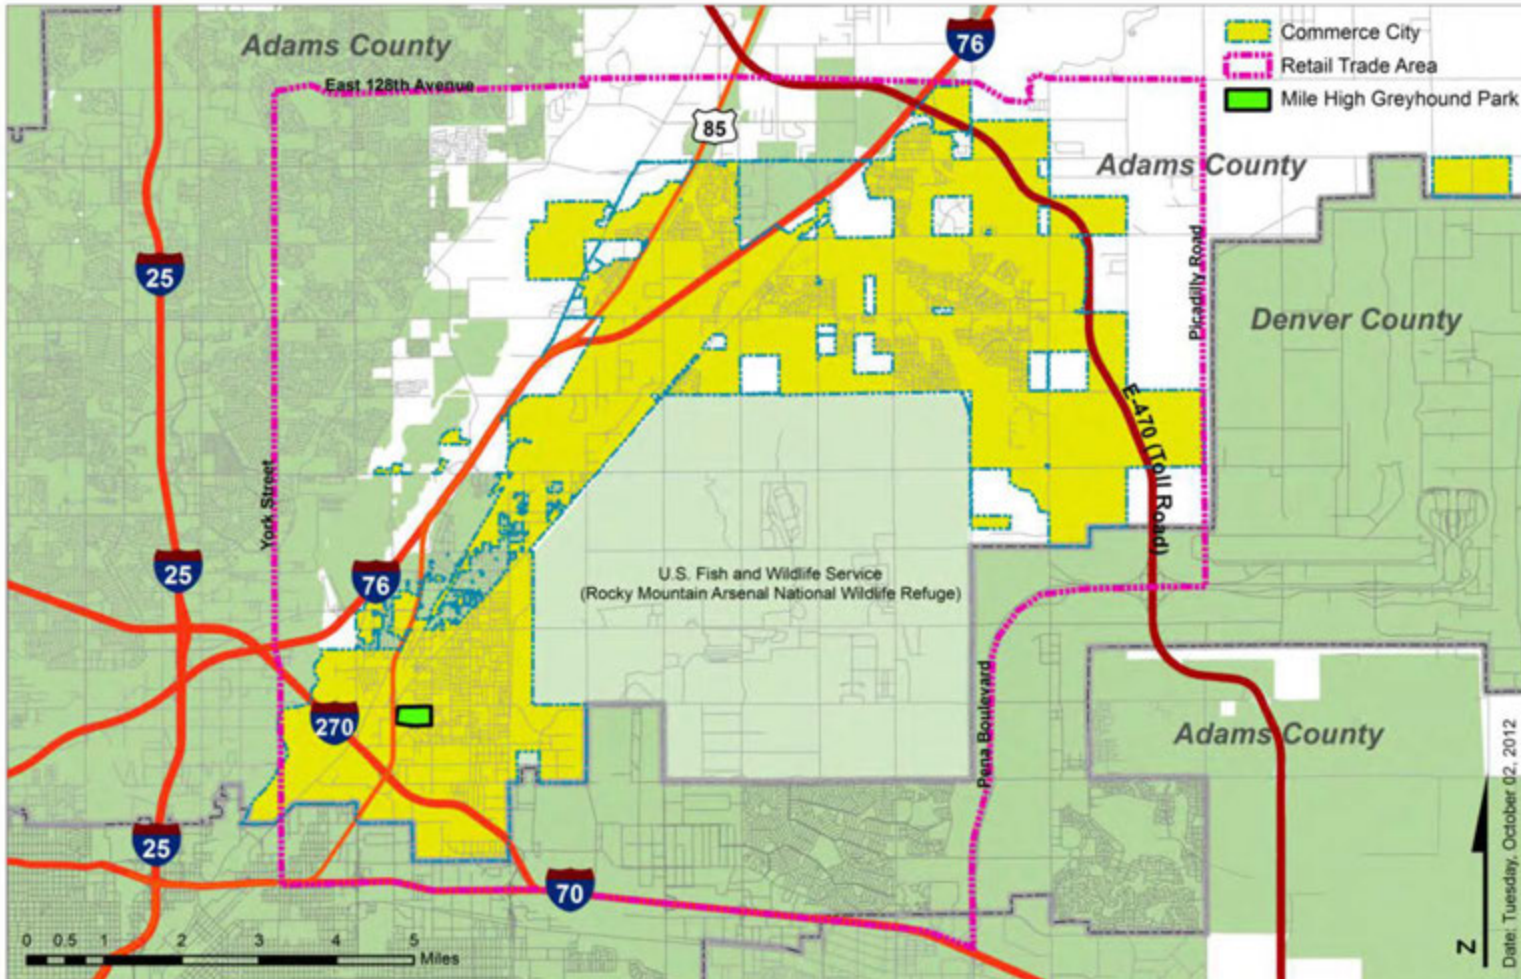 Adams County
East 128th Avenue
76
85
Commerce City
Retail Trade Area
Mile High Greyhound Park
Adams County
25
Picadilly Road
Denver County
E-470 (Toll Road)
York Street
25
76
U.S. Fish and Wildlife Service
(Rocky Mountain Arsenal National Wildlife Refuge)
270
Pena Boulevard
Adams County
25
70
0 0.5 1 2 3 4 5
Miles
N
Date: Tuesday, October 02, 2012